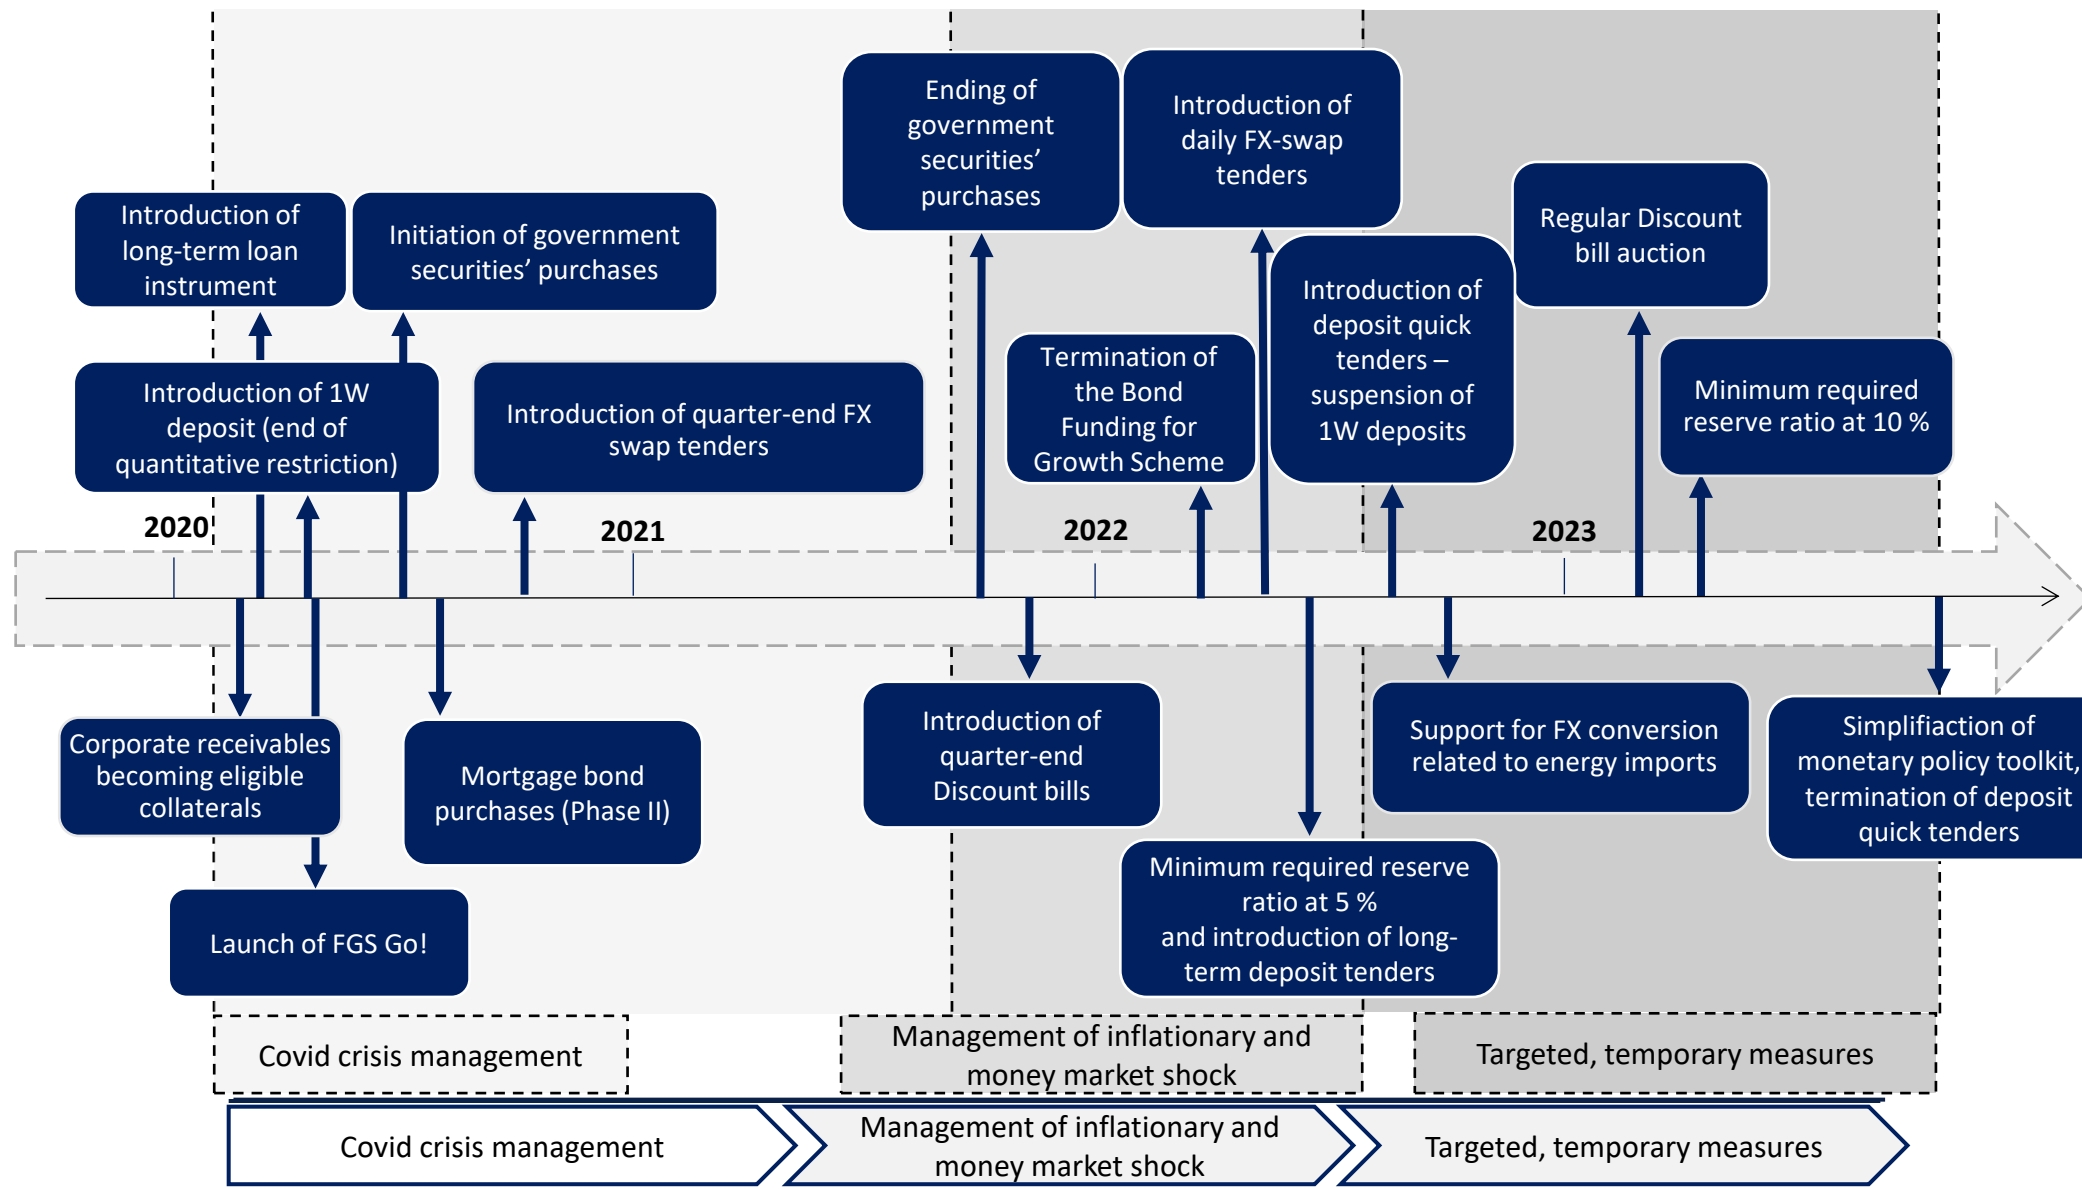 Ending of
government
securities’
purchases
Introduction of
daily FX-swap
tenders
Introduction of
long-term loan
instrument
Initiation of government
securities’ purchases
Regular Discount
bill auction
Introduction of
deposit quick
tenders –
suspension of
1W deposits
Introduction of 1W
deposit (end of
quantitative restriction)
Introduction of quarter-end FX
swap tenders
Termination of
the Bond
Funding for
Growth Scheme
Minimum required
reserve ratio at 10 %
2020
2021
2022
2023
Corporate receivables
becoming eligible
collaterals
Mortgage bond
purchases (Phase II)
Introduction of
quarter-end
Discount bills
Support for FX conversion
related to energy imports
Simplifiaction of
monetary policy toolkit,
termination of deposit
quick tenders
Launch of FGS Go!
Minimum required reserve
ratio at 5 %
and introduction of long-
term deposit tenders
Covid crisis management
Management of inflationary and
money market shock
Targeted, temporary measures
Covid crisis management
Management of inflationary and
money market shock
Targeted, temporary measures